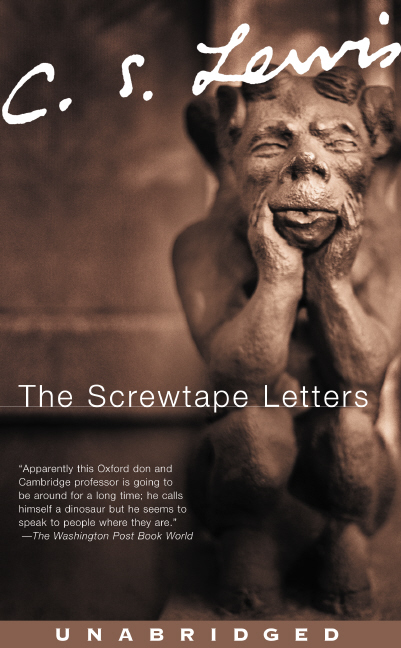 C. S. Lewis
The Screwtape Letters
"Apparently this Oxford don and
Cambridge professor is going to
be around for a long time; he calls
himself a dinosaur but he seems to
speak to people where they are."
—The Washington Post Book World
UNABRIDGED